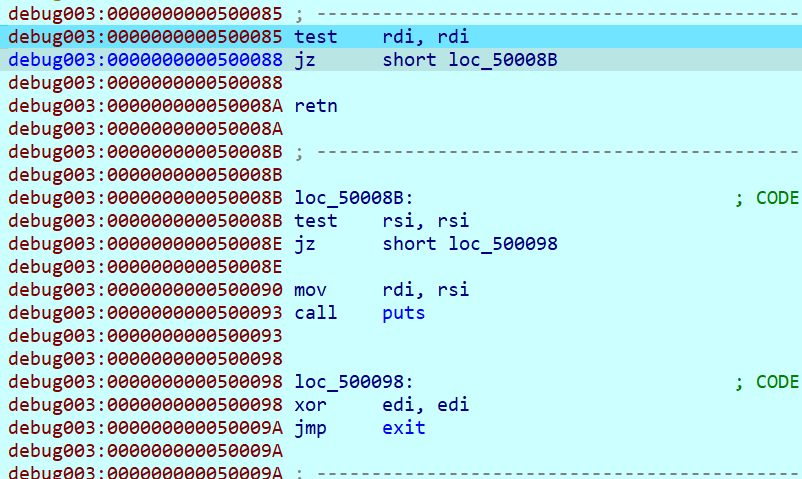 debug003:0000000000500085 ; --------------------------------------------
debug003:0000000000500085 test    rdi, rdi
debug003:0000000000500088 jz      short loc_50008B
debug003:0000000000500088
debug003:000000000050008A retn
debug003:000000000050008A
debug003:000000000050008B ; --------------------------------------------
debug003:000000000050008B
debug003:000000000050008B loc_50008B:                             ; CODE
debug003:000000000050008B test    rsi, rsi
debug003:000000000050008E jz      short loc_500098
debug003:000000000050008E
debug003:0000000000500090 mov     rdi, rsi
debug003:0000000000500093 call    puts
debug003:0000000000500093
debug003:0000000000500098
debug003:0000000000500098 loc_500098:                             ; CODE
debug003:0000000000500098 xor     edi, edi
debug003:000000000050009A jmp     exit
debug003:000000000050009A
debug003:000000000050009A ; --------------------------------------------